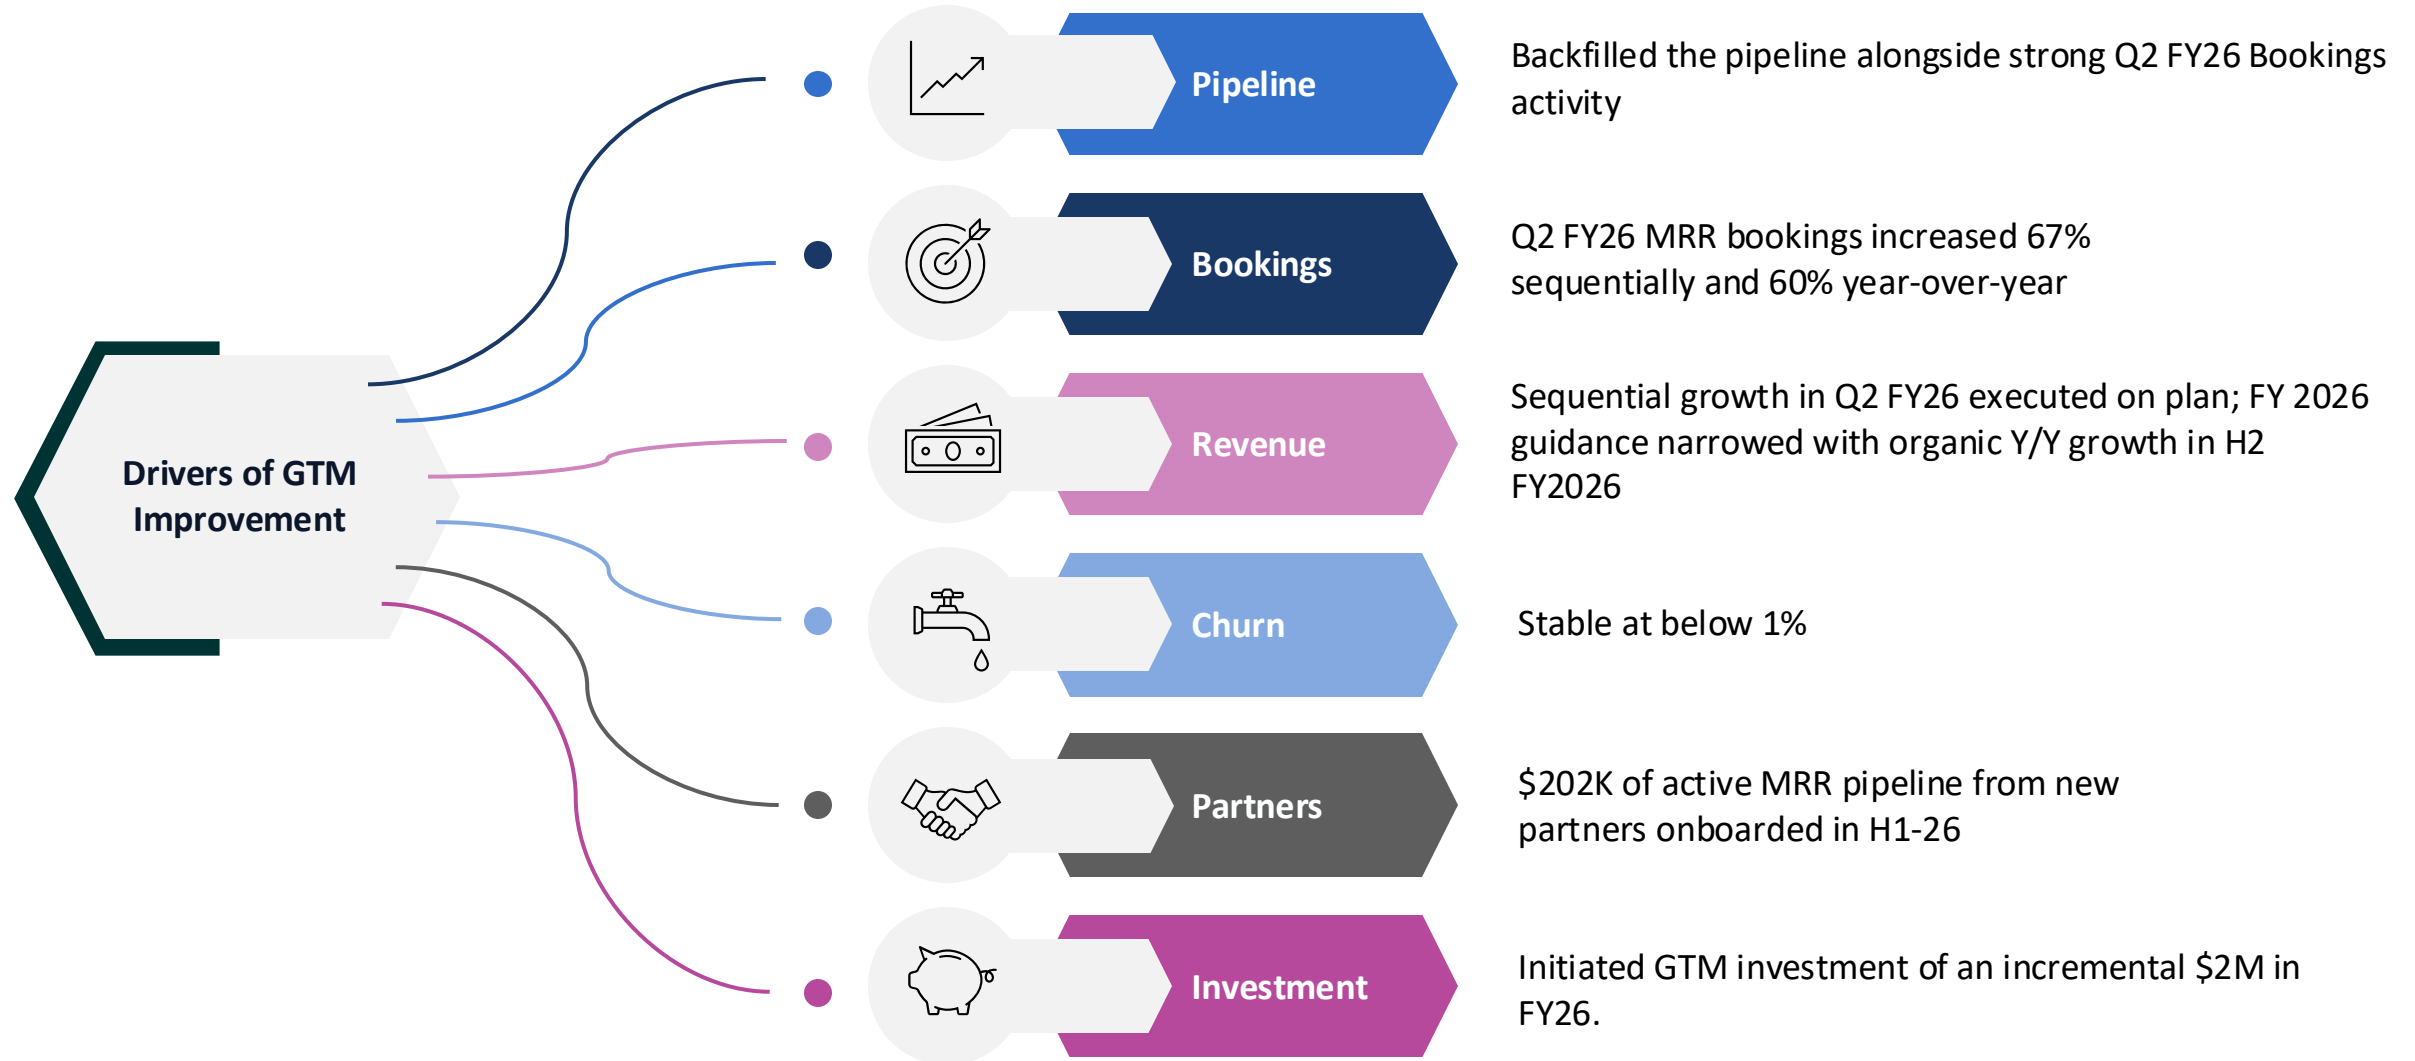 Drivers of GTM
Improvement
Pipeline
Backfilled the pipeline alongside strong Q2 FY26 Bookings
activity
Bookings
Q2 FY26 MRR bookings increased 67%
sequentially and 60% year-over-year
Revenue
Sequential growth in Q2 FY26 executed on plan; FY 2026
guidance narrowed with organic Y/Y growth in H2
FY2026
Churn
Stable at below 1%
Partners
$202K of active MRR pipeline from new
partners onboarded in H1-26
Investment
Initiated GTM investment of an incremental $2M in
FY26.